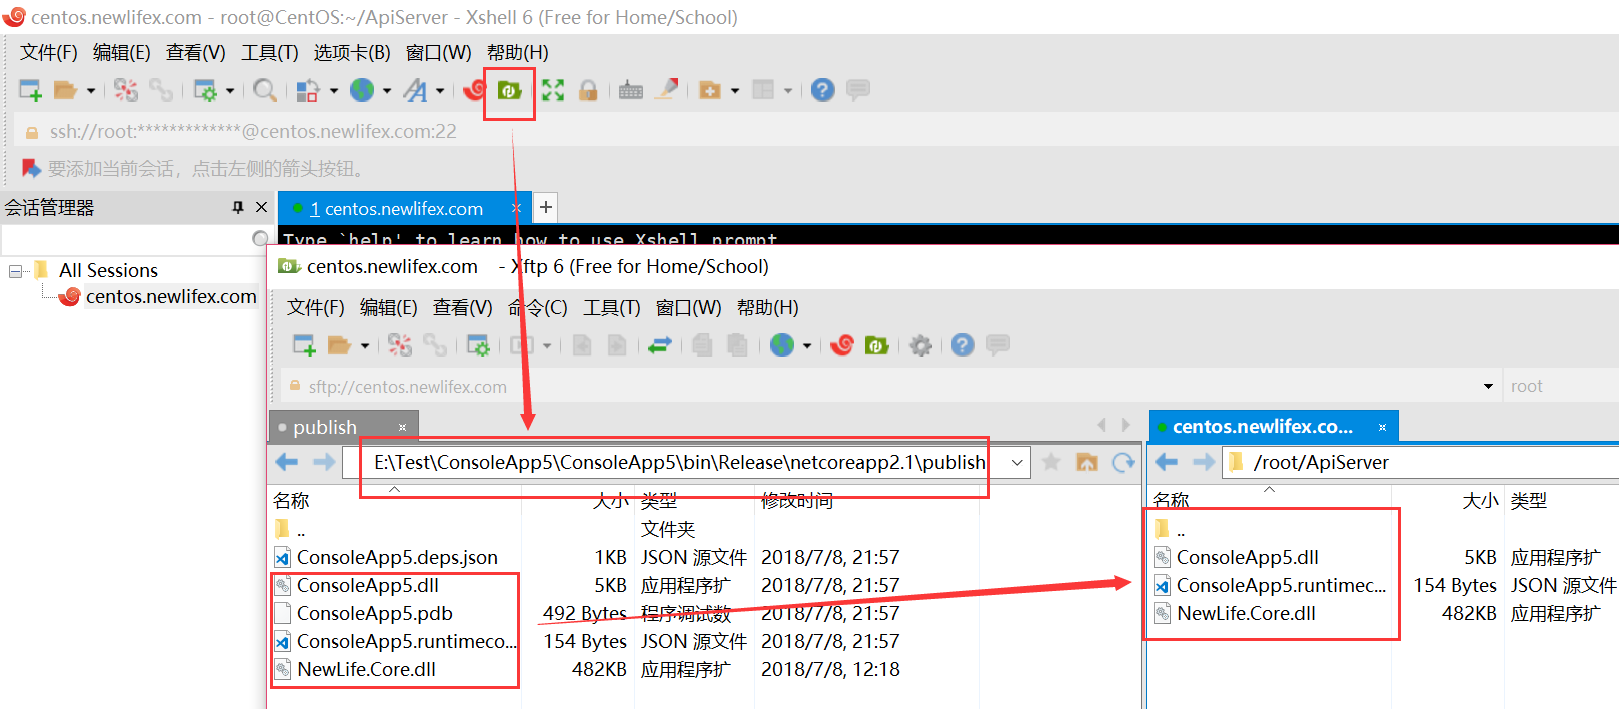 centos.newlifex.com - root@CentOS:~/ApiServer - Xshell 6 (Free for Home/School)
文件(F) 编辑(E) 查看(V) 工具(T) 选项卡(B) 窗口(W) 帮助(H)
ssh://root:*************@centos.newlifex.com:22
要添加当前会话，点击左侧的箭头按钮。
会话管理器
1 centos.newlifex.com
Type `help' to learn how to use Xshell prompt
All Sessions
centos.newlifex.com
centos.newlifex.com - Xftp 6 (Free for Home/School)
文件(F) 编辑(E) 查看(V) 命令(C) 工具(T) 窗口(W) 帮助(H)
sftp://centos.newlifex.com
root
publish
E:\Test\ConsoleApp5\ConsoleApp5\bin\Release\netcoreapp2.1\publish
名称 大小 类型 修改时间
.. 文件夹
ConsoleApp5.deps.json 1KB JSON 源文件 2018/7/8, 21:57
ConsoleApp5.dll 5KB 应用程序扩 2018/7/8, 21:57
ConsoleApp5.pdb 492 Bytes 程序调试数 2018/7/8, 21:57
ConsoleApp5.runtimeco... 154 Bytes JSON 源文件 2018/7/8, 21:57
NewLife.Core.dll 482KB 应用程序扩 2018/7/8, 12:18
centos.newlifex.co...
/root/ApiServer
名称 大小 类型
..
ConsoleApp5.dll 5KB 应用程序扩
ConsoleApp5.runtimec... 154 Bytes JSON 源文件
NewLife.Core.dll 482KB 应用程序扩